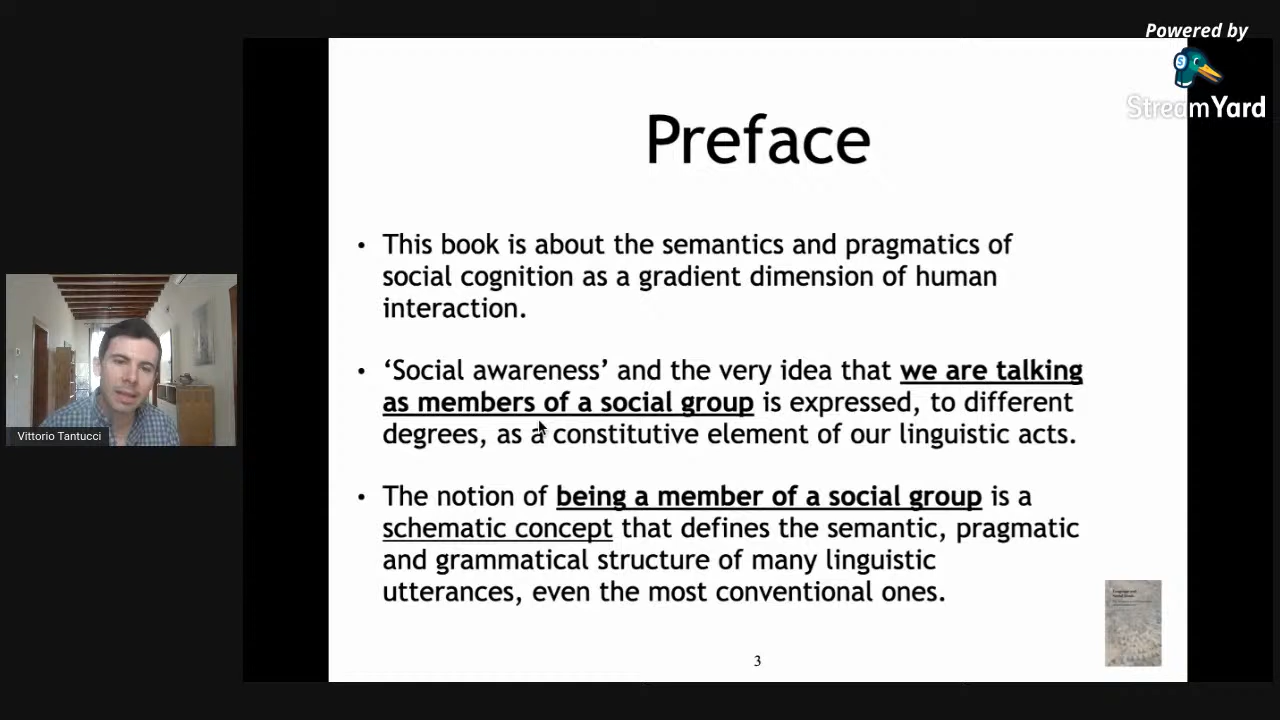 Powered by
StreamYard
Preface
• This book is about the semantics and pragmatics of
social cognition as a gradient dimension of human
interaction.
• ‘Social awareness’ and the very idea that we are talking
as members of a social group is expressed, to different
degrees, as a constitutive element of our linguistic acts.
• The notion of being a member of a social group is a
schematic concept that defines the semantic, pragmatic
and grammatical structure of many linguistic
utterances, even the most conventional ones.
3
Vittorio Tantucci